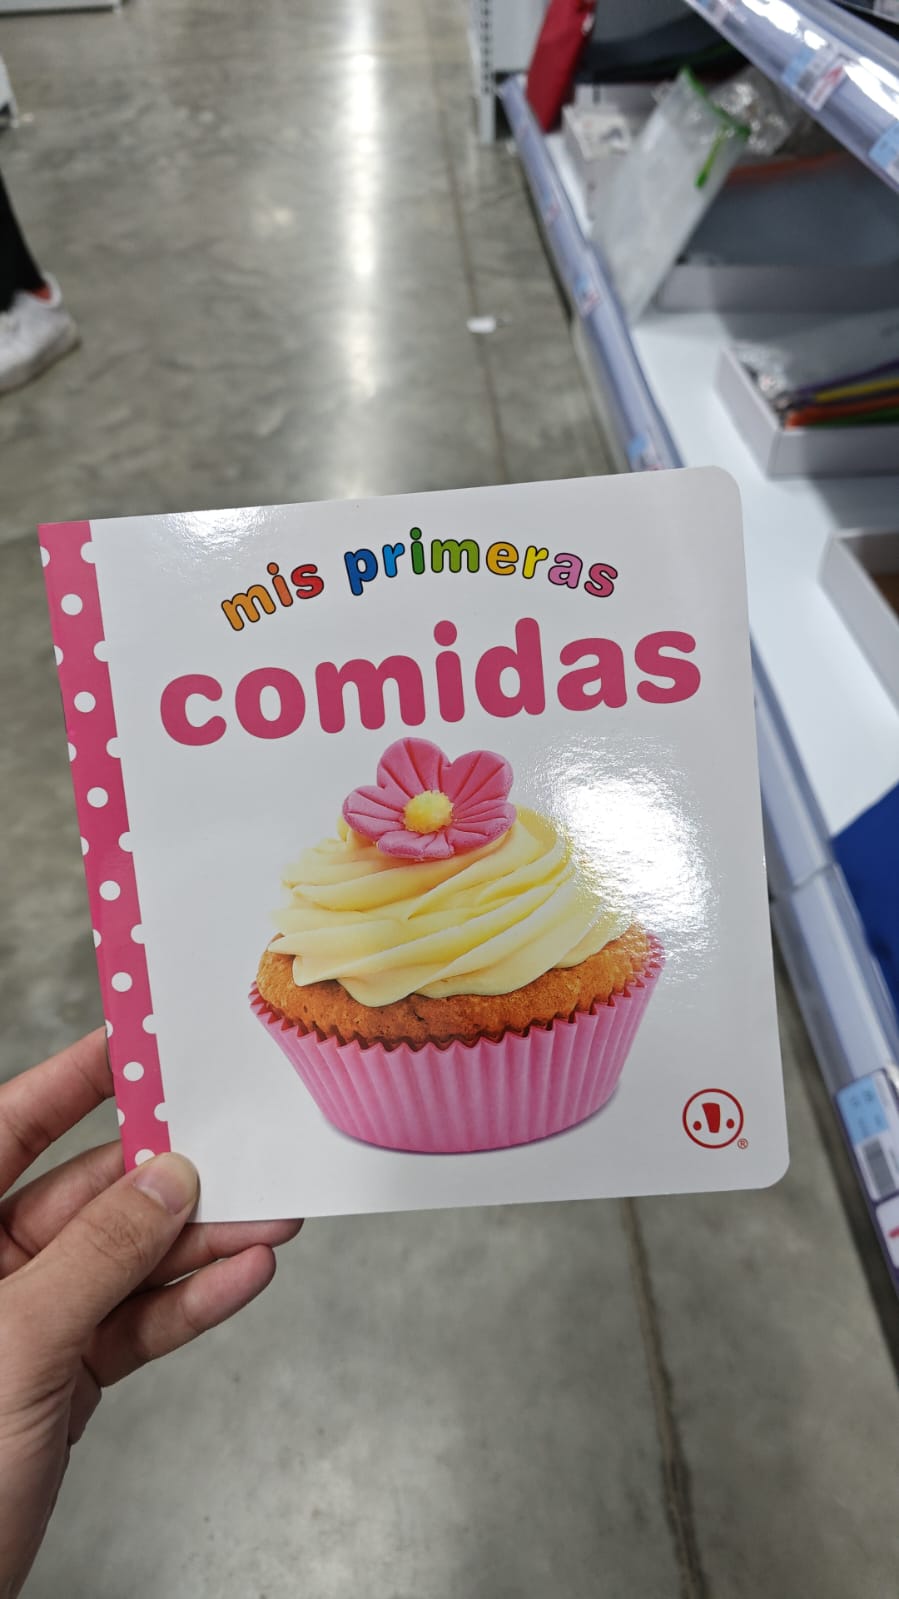 mis primeras
comidas
®